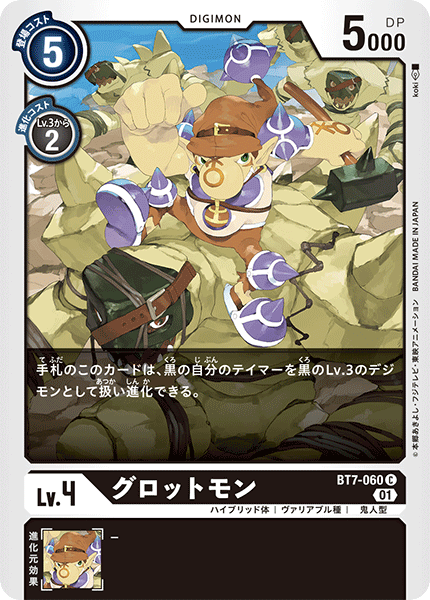 DIGIMON
登場コスト
5
DP
5000
進化コスト
Lv.3から
2
koki
手札のこのカードは、黒の自分のテイマーを黒のLv.3のデジ
モンとして扱い進化できる。
© 本郷あきよし・フジテレビ・東映アニメーション BANDAI MADE IN JAPAN
Lv.4
グロットモン
BT7-060 C
01
ハイブリッド体 | ヴァリアブル種 | 鬼人型
進化元効果
-